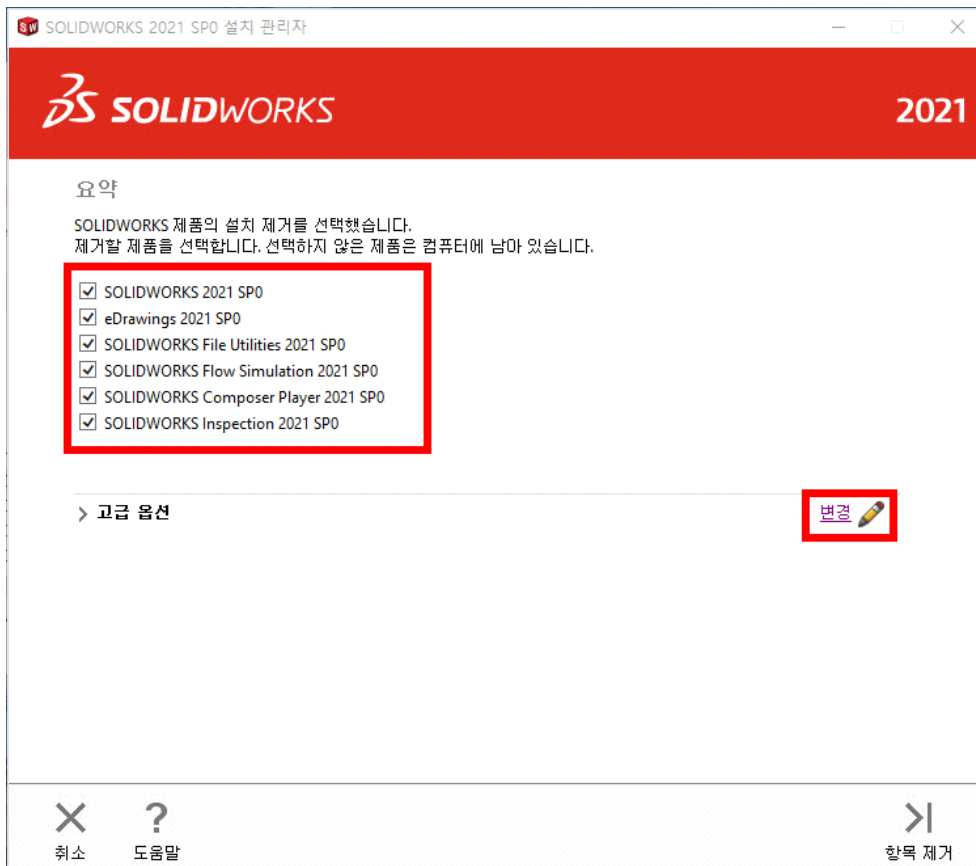 SOLIDWORKS 2021 SP0 설치 관리자
SOLIDWORKS
2021
요약
SOLIDWORKS 제품의 설치 제거를 선택했습니다.
제거할 제품을 선택합니다. 선택하지 않은 제품은 컴퓨터에 남아 있습니다.
SOLIDWORKS 2021 SP0
eDrawings 2021 SP0
SOLIDWORKS File Utilities 2021 SP0
SOLIDWORKS Flow Simulation 2021 SP0
SOLIDWORKS Composer Player 2021 SP0
SOLIDWORKS Inspection 2021 SP0
고급 옵션
변경
취소
도움말
항목 제거